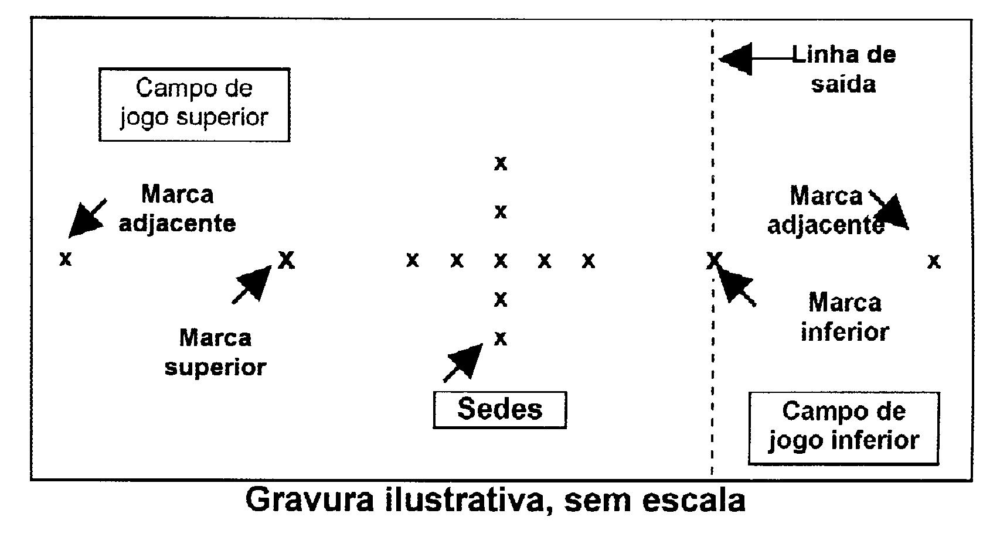 Linha de
saída
Campo de
jogo superior
x
Marca
adjacente
Marca
adjacente
x
x x x x x x x x x
x
Marca
inferior
Marca
superior
x
Sedes
Campo de
jogo inferior
Gravura ilustrativa, sem escala